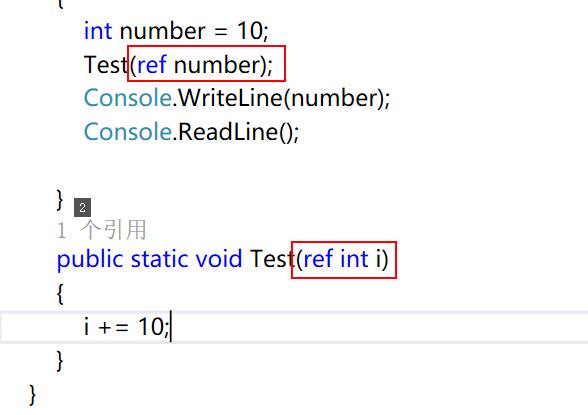 {
int number = 10;
Test(ref number);
Console.WriteLine(number);
Console.ReadLine();
}
2
1 个引用
public static void Test(ref int i)
{
i += 10;
}
}